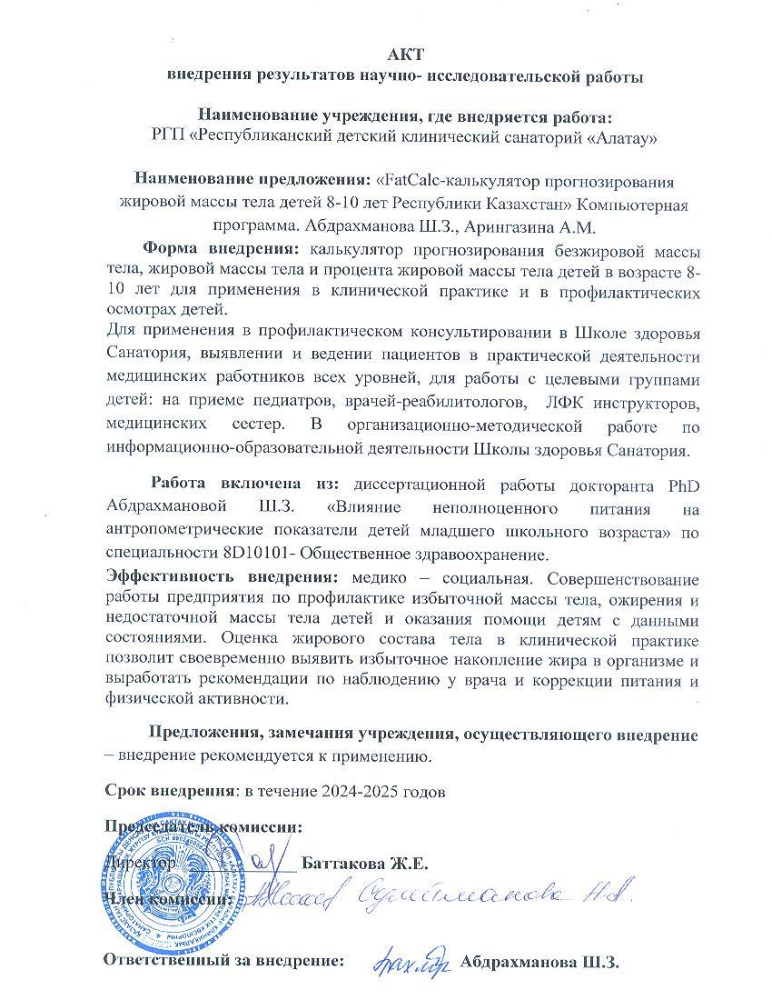 АКТ
внедрения результатов научно- исследовательской работы
Наименование учреждения, где внедряется работа:
РГП «Республиканский детский клинический санаторий «Алатау»
Наименование предложения: «FatCalc-калькулятор прогнозирования
жировой массы тела детей 8-10 лет Республики Казахстан» Компьютерная
программа. Абдрахманова Ш.З., Арингазина А.М.
Форма внедрения: калькулятор прогнозирования безжировой массы
тела, жировой массы тела и процента жировой массы тела детей в возрасте 8-
10 лет для применения в клинической практике и в профилактических
осмотрах детей.
Для применения в профилактическом консультировании в Школе здоровья
Санатория, выявлении и ведении пациентов в практической деятельности
медицинских работников всех уровней, для работы с целевыми группами
детей: на приеме педиатров, врачей-реабилитологов, ЛФК инструкторов,
медицинских сестер. В организационно-методической работе по
информационно-образовательной деятельности Школы здоровья Санатория.
Работа включена из: диссертационной работы докторанта PhD
Абдрахмановой Ш.З. «Влияние неполноценного питания на
антропометрические показатели детей младшего школьного возраста» по
специальности 8D10101- Общественное здравоохранение.
Эффективность внедрения: медико – социальная. Совершенствование
работы предприятия по профилактике избыточной массы тела, ожирения и
недостаточной массы тела детей и оказания помощи детям с данными
состояниями. Оценка жирового состава тела в клинической практике
позволит своевременно выявить избыточное накопление жира в организме и
выработать рекомендации по наблюдению у врача и коррекции питания и
физической активности.
Предложения, замечания учреждения, осуществляющего внедрение
– внедрение рекомендуется к применению.
Срок внедрения: в течение 2024-2025 годов
Председатель комиссии:
Директор Баттакова Ж.Е.
Член комиссии: Сулейманова Н.А.
Ответственный за внедрение: Абдрахманова Ш.З.